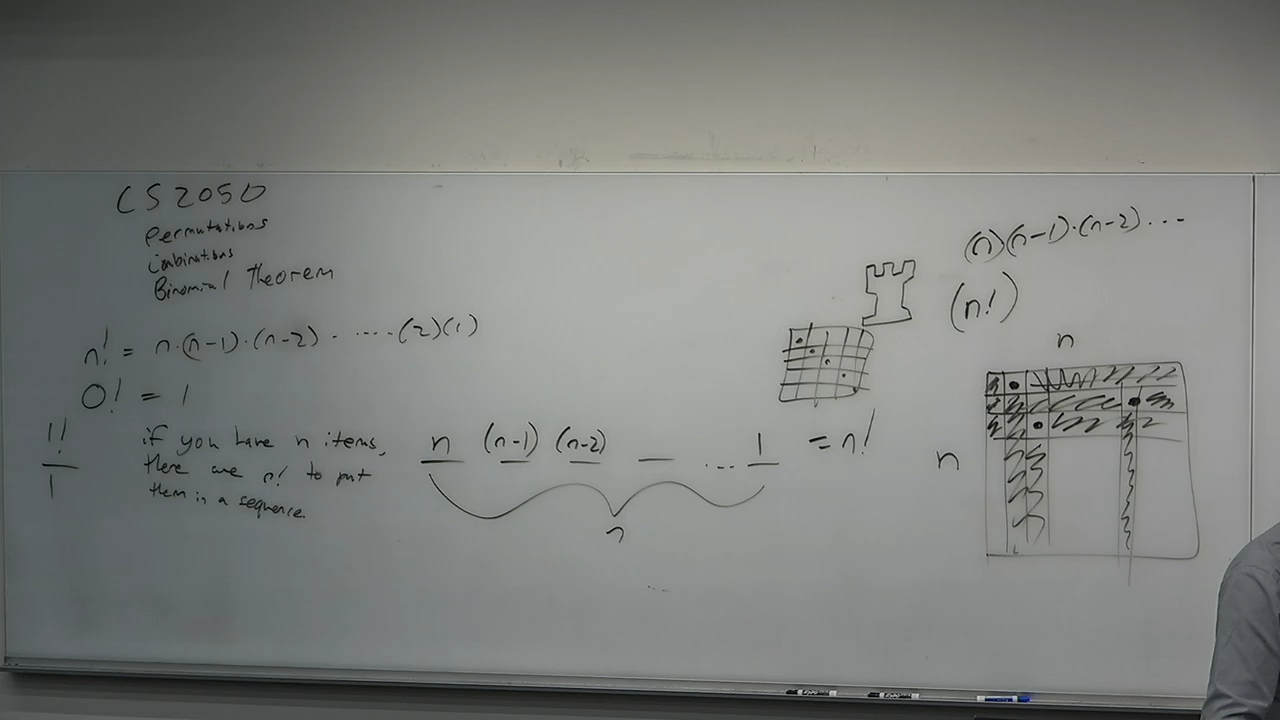 CS 2050
Permutations
Combinations
Binomial Theorem
n! = n·(n-1)·(n-2)· ····(2)(1)
0! = 1
1!
1
if you have n items,
there are n! to put
them in a sequence.
n (n-1) (n-2) ... 1 = n!
n
(n)(n-1)·(n-2)...
(n!)
n
n